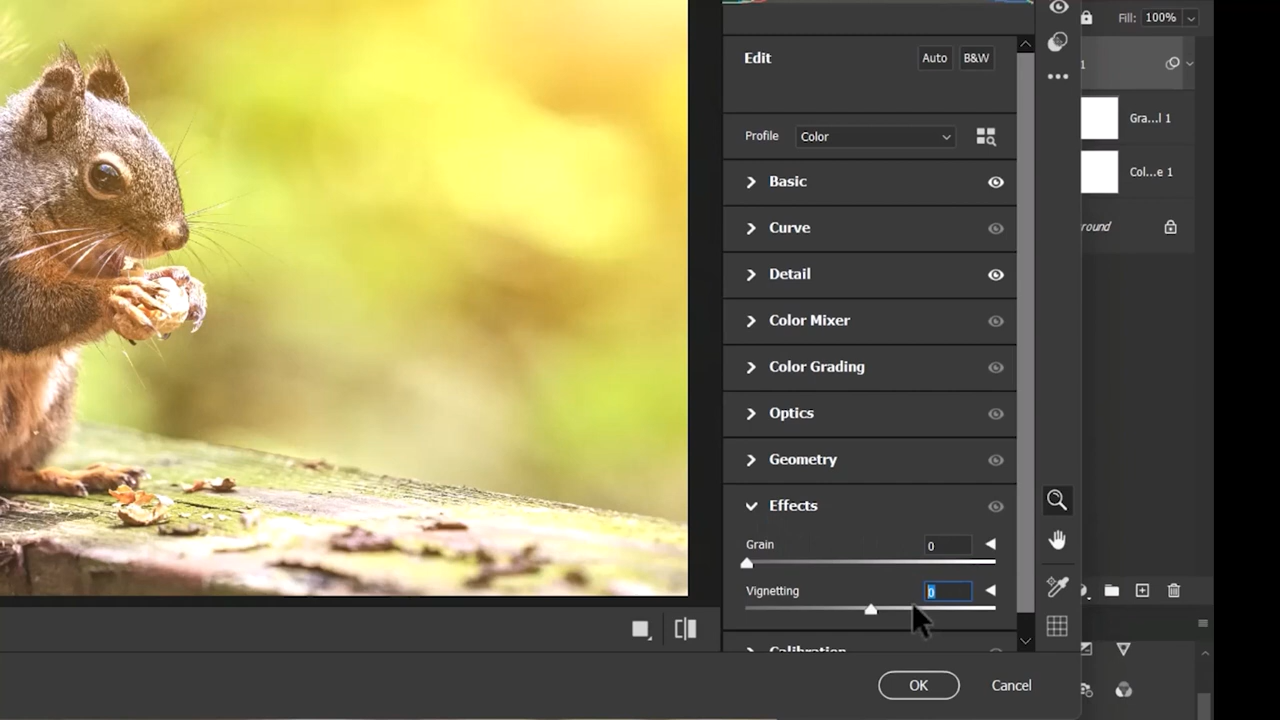 Fill: 100%
Edit Auto B&W
1
Profile Color
Gra...l 1
Basic
Col...e 1
Curve
round
Detail
Color Mixer
Color Grading
Optics
Geometry
Effects
Grain 0
Vignetting 0
Calibration
OK Cancel